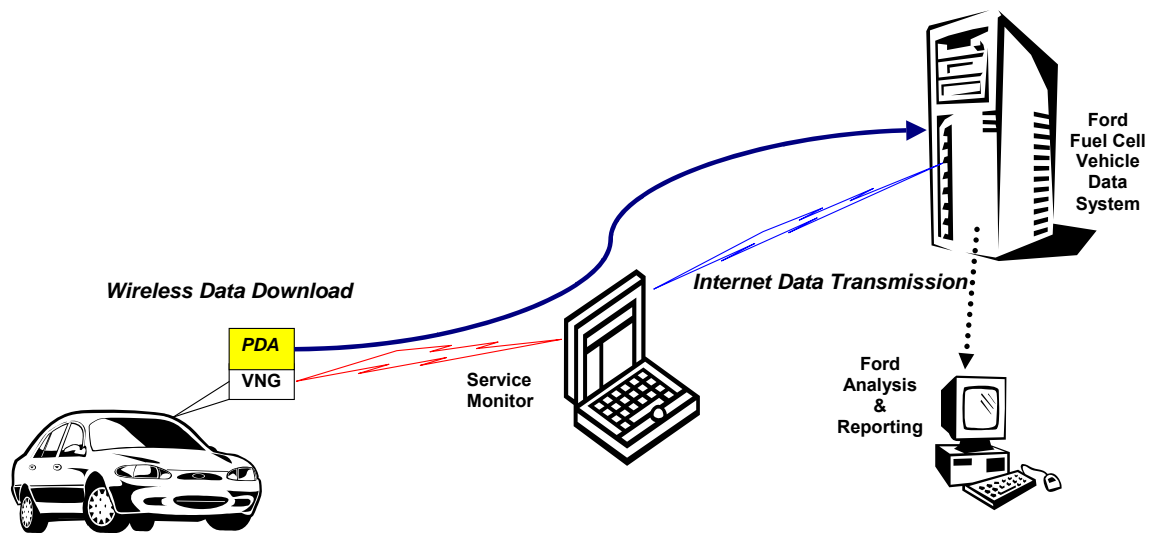 Ford
Fuel Cell
Vehicle
Data
System
Wireless Data Download
Internet Data Transmission
PDA
VNG
Service
Monitor
Ford
Analysis
&
Reporting